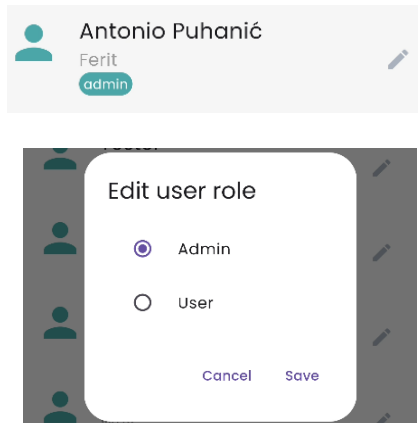 Antonio Puhanić
Ferit
admin
Edit user role
Admin
User
Cancel Save